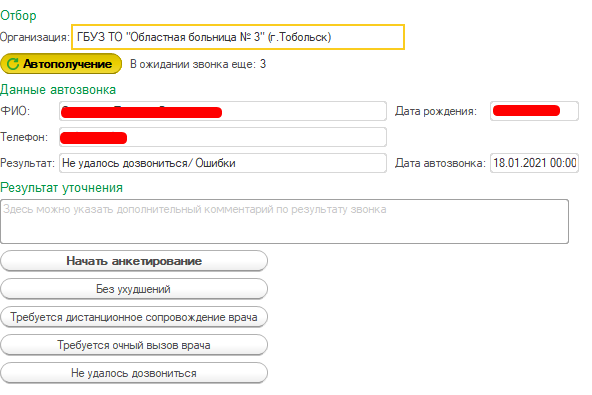 Отбор
Организация: ГБУЗ ТО "Областная больница № 3" (г.Тобольск)
Автополучение В ожидании звонка еще: 3
Данные автозвонка
ФИО: Дата рождения:
Телефон:
Результат: Не удалось дозвониться/ Ошибки Дата автозвонка: 18.01.2021 00:00
Результат уточнения
Здесь можно указать дополнительный комментарий по результату звонка
Начать анкетирование
Без ухудшений
Требуется дистанционное сопровождение врача
Требуется очный вызов врача
Не удалось дозвониться